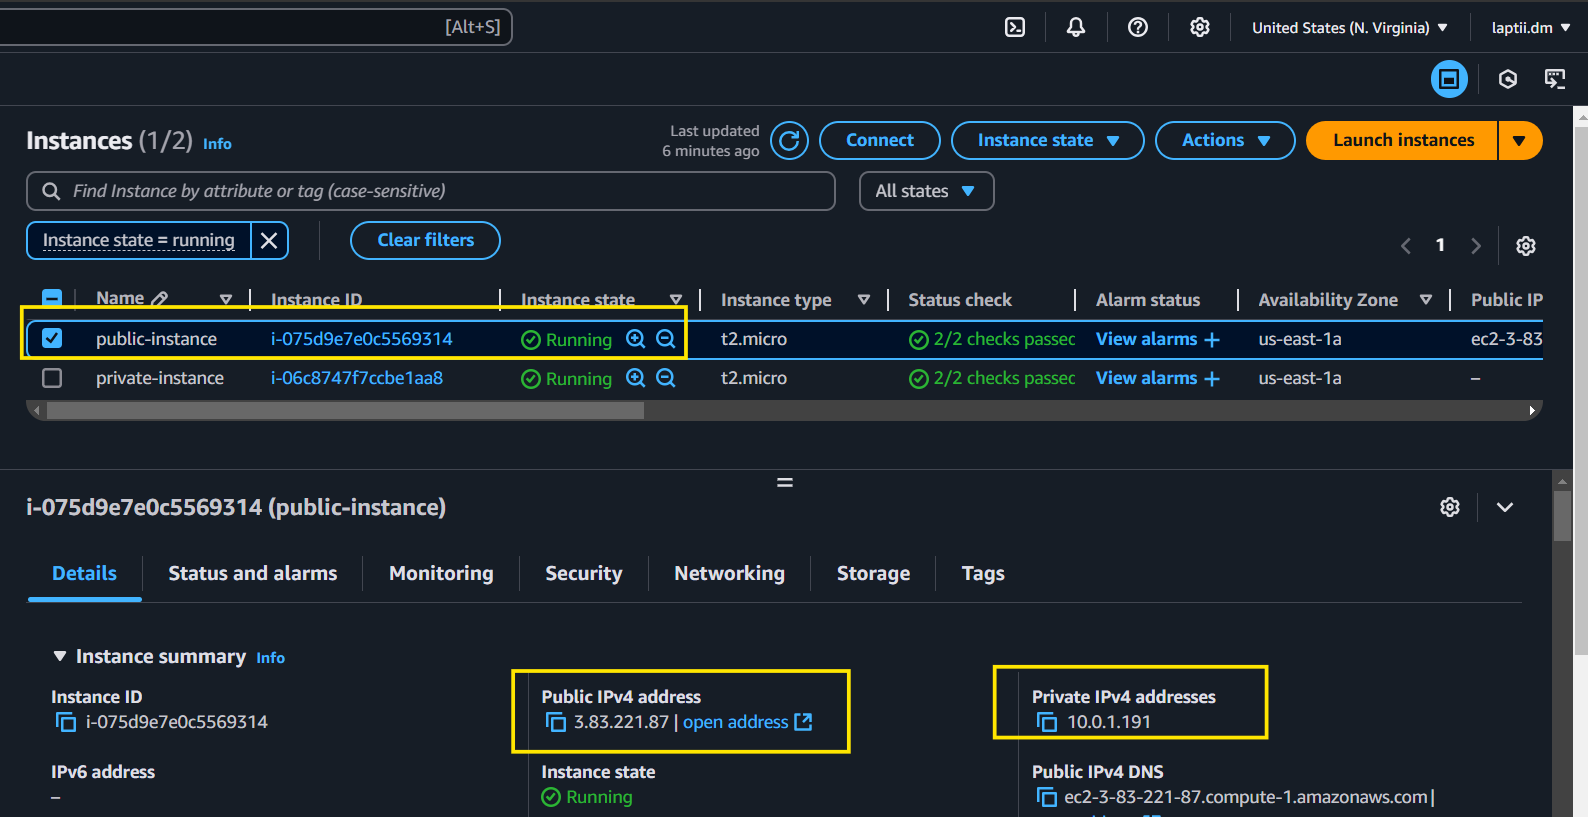 [Alt+S]
United States (N. Virginia)
laptii.dm
Instances (1/2) Info
Last updated
6 minutes ago
Connect
Instance state
Actions
Launch instances
Find Instance by attribute or tag (case-sensitive)
All states
Instance state = running
Clear filters
1
Name Instance ID Instance state Instance type Status check Alarm status Availability Zone Public IP
public-instance i-075d9e7e0c5569314 Running t2.micro 2/2 checks passec View alarms + us-east-1a ec2-3-83
private-instance i-06c8747f7ccbe1aa8 Running t2.micro 2/2 checks passec View alarms + us-east-1a –
i-075d9e7e0c5569314 (public-instance)
Details Status and alarms Monitoring Security Networking Storage Tags
Instance summary Info
Instance ID
i-075d9e7e0c5569314
Public IPv4 address
3.83.221.87 | open address
Private IPv4 addresses
10.0.1.191
IPv6 address
–
Instance state
Running
Public IPv4 DNS
ec2-3-83-221-87.compute-1.amazonaws.com |